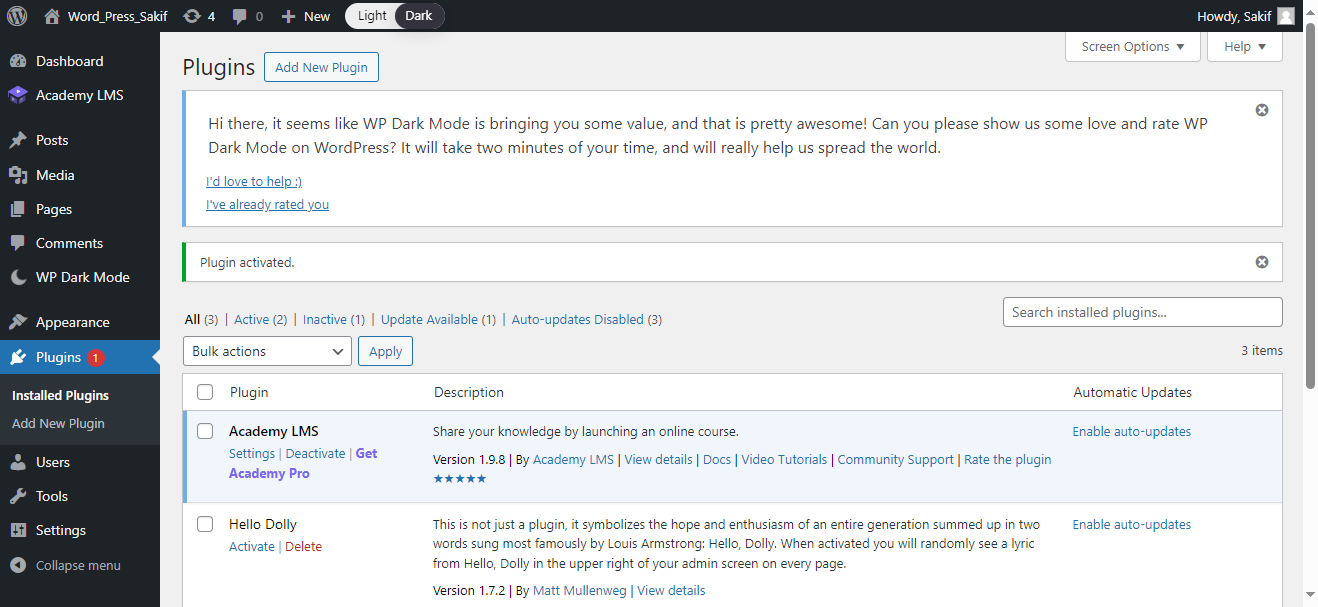 Word_Press_Sakif 4 0 New Light Dark Howdy, Sakif
Dashboard
Academy LMS
Posts
Media
Pages
Comments
WP Dark Mode
Appearance
Plugins 1
Installed Plugins
Add New Plugin
Users
Tools
Settings
Collapse menu
Screen Options Help
Plugins Add New Plugin
Hi there, it seems like WP Dark Mode is bringing you some value, and that is pretty awesome! Can you please show us some love and rate WP
Dark Mode on WordPress? It will take two minutes of your time, and will really help us spread the world.
I'd love to help :)
I've already rated you
Plugin activated.
All (3) | Active (2) | Inactive (1) | Update Available (1) | Auto-updates Disabled (3)
Search installed plugins...
Bulk actions Apply
3 items
Plugin Description Automatic Updates
Academy LMS
Settings | Deactivate | Get
Academy Pro
Share your knowledge by launching an online course.
Version 1.9.8 | By Academy LMS | View details | Docs | Video Tutorials | Community Support | Rate the plugin
★★★★★
Enable auto-updates
Hello Dolly
Activate | Delete
This is not just a plugin, it symbolizes the hope and enthusiasm of an entire generation summed up in two
words sung most famously by Louis Armstrong: Hello, Dolly. When activated you will randomly see a lyric
from Hello, Dolly in the upper right of your admin screen on every page.
Version 1.7.2 | By Matt Mullenweg | View details
Enable auto-updates